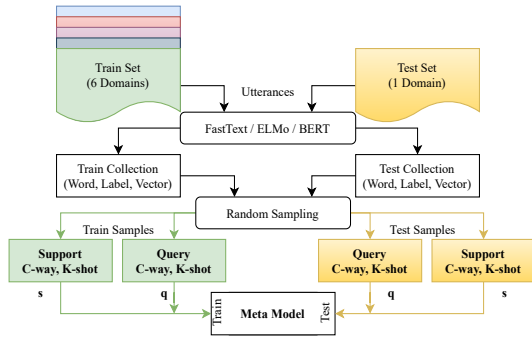 Train Set
(6 Domains)
Test Set
(1 Domain)
Utterances
FastText / ELMo / BERT
Train Collection
(Word, Label, Vector)
Test Collection
(Word, Label, Vector)
Random Sampling
Train Samples
Test Samples
Support
C-way, K-shot
Query
C-way, K-shot
Query
C-way, K-shot
Support
C-way, K-shot
s
q
q
s
Train
Meta Model
Test